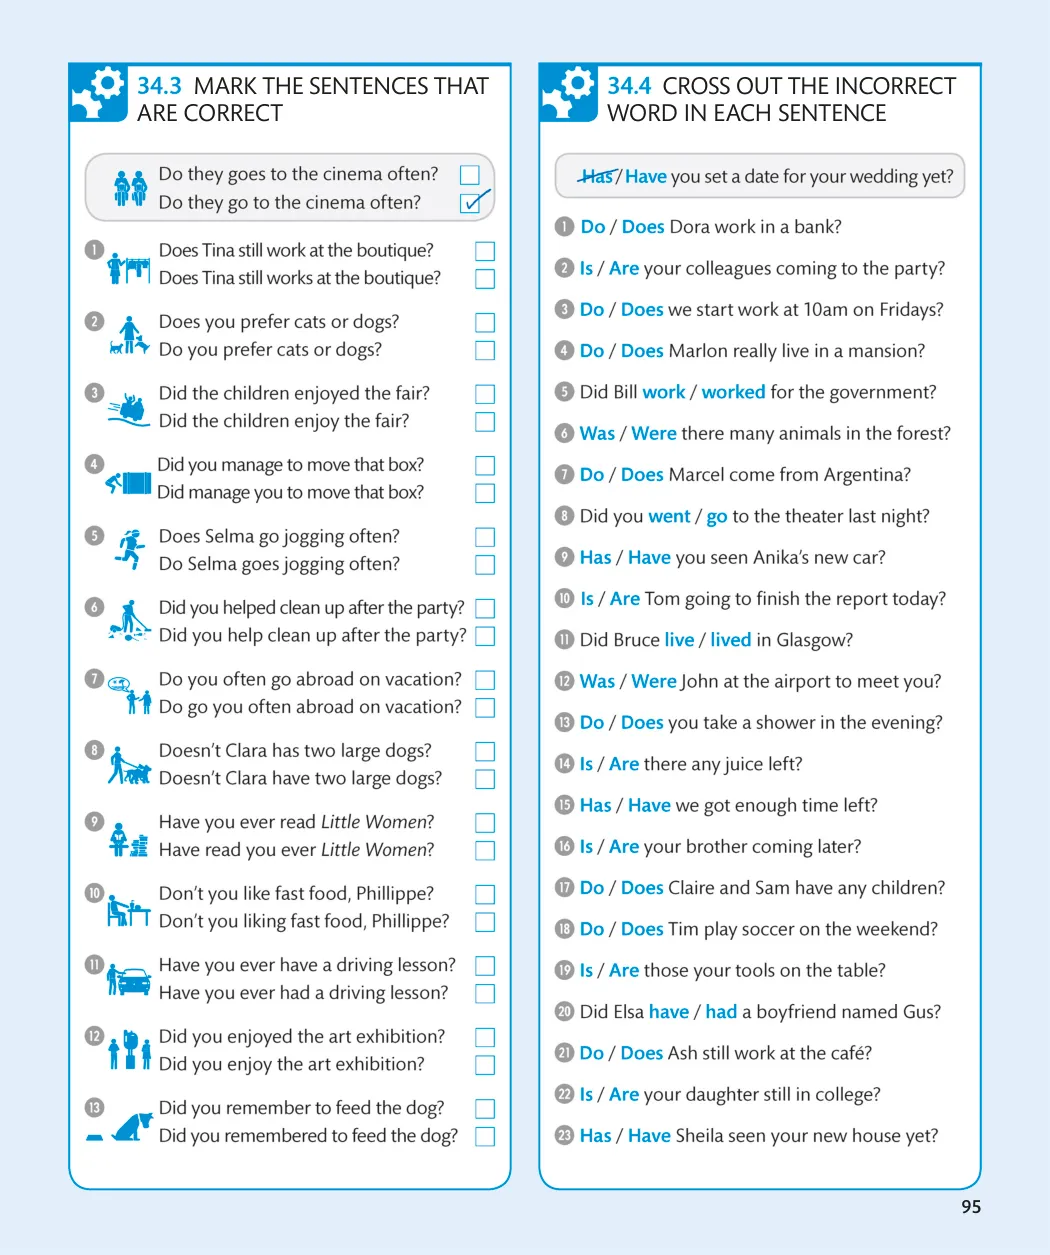 34.3 MARK THE SENTENCES THAT
ARE CORRECT
Do they goes to the cinema often?
Do they go to the cinema often?
1 Does Tina still work at the boutique?
Does Tina still works at the boutique?
2 Does you prefer cats or dogs?
Do you prefer cats or dogs?
3 Did the children enjoyed the fair?
Did the children enjoy the fair?
4 Did you manage to move that box?
Did manage you to move that box?
5 Does Selma go jogging often?
Do Selma goes jogging often?
6 Did you helped clean up after the party?
Did you help clean up after the party?
7 Do you often go abroad on vacation?
Do go you often abroad on vacation?
8 Doesn't Clara has two large dogs?
Doesn't Clara have two large dogs?
9 Have you ever read Little Women?
Have read you ever Little Women?
10 Don't you like fast food, Phillippe?
Don't you liking fast food, Phillippe?
11 Have you ever have a driving lesson?
Have you ever had a driving lesson?
12 Did you enjoyed the art exhibition?
Did you enjoy the art exhibition?
13 Did you remember to feed the dog?
Did you remembered to feed the dog?
34.4 CROSS OUT THE INCORRECT
WORD IN EACH SENTENCE
Has / Have you set a date for your wedding yet?
1 Do / Does Dora work in a bank?
2 Is / Are your colleagues coming to the party?
3 Do / Does we start work at 10am on Fridays?
4 Do / Does Marlon really live in a mansion?
5 Did Bill work / worked for the government?
6 Was / Were there many animals in the forest?
7 Do / Does Marcel come from Argentina?
8 Did you went / go to the theater last night?
9 Has / Have you seen Anika's new car?
10 Is / Are Tom going to finish the report today?
11 Did Bruce live / lived in Glasgow?
12 Was / Were John at the airport to meet you?
13 Do / Does you take a shower in the evening?
14 Is / Are there any juice left?
15 Has / Have we got enough time left?
16 Is / Are your brother coming later?
17 Do / Does Claire and Sam have any children?
18 Do / Does Tim play soccer on the weekend?
19 Is / Are those your tools on the table?
20 Did Elsa have / had a boyfriend named Gus?
21 Do / Does Ash still work at the café?
22 Is / Are your daughter still in college?
23 Has / Have Sheila seen your new house yet?
95